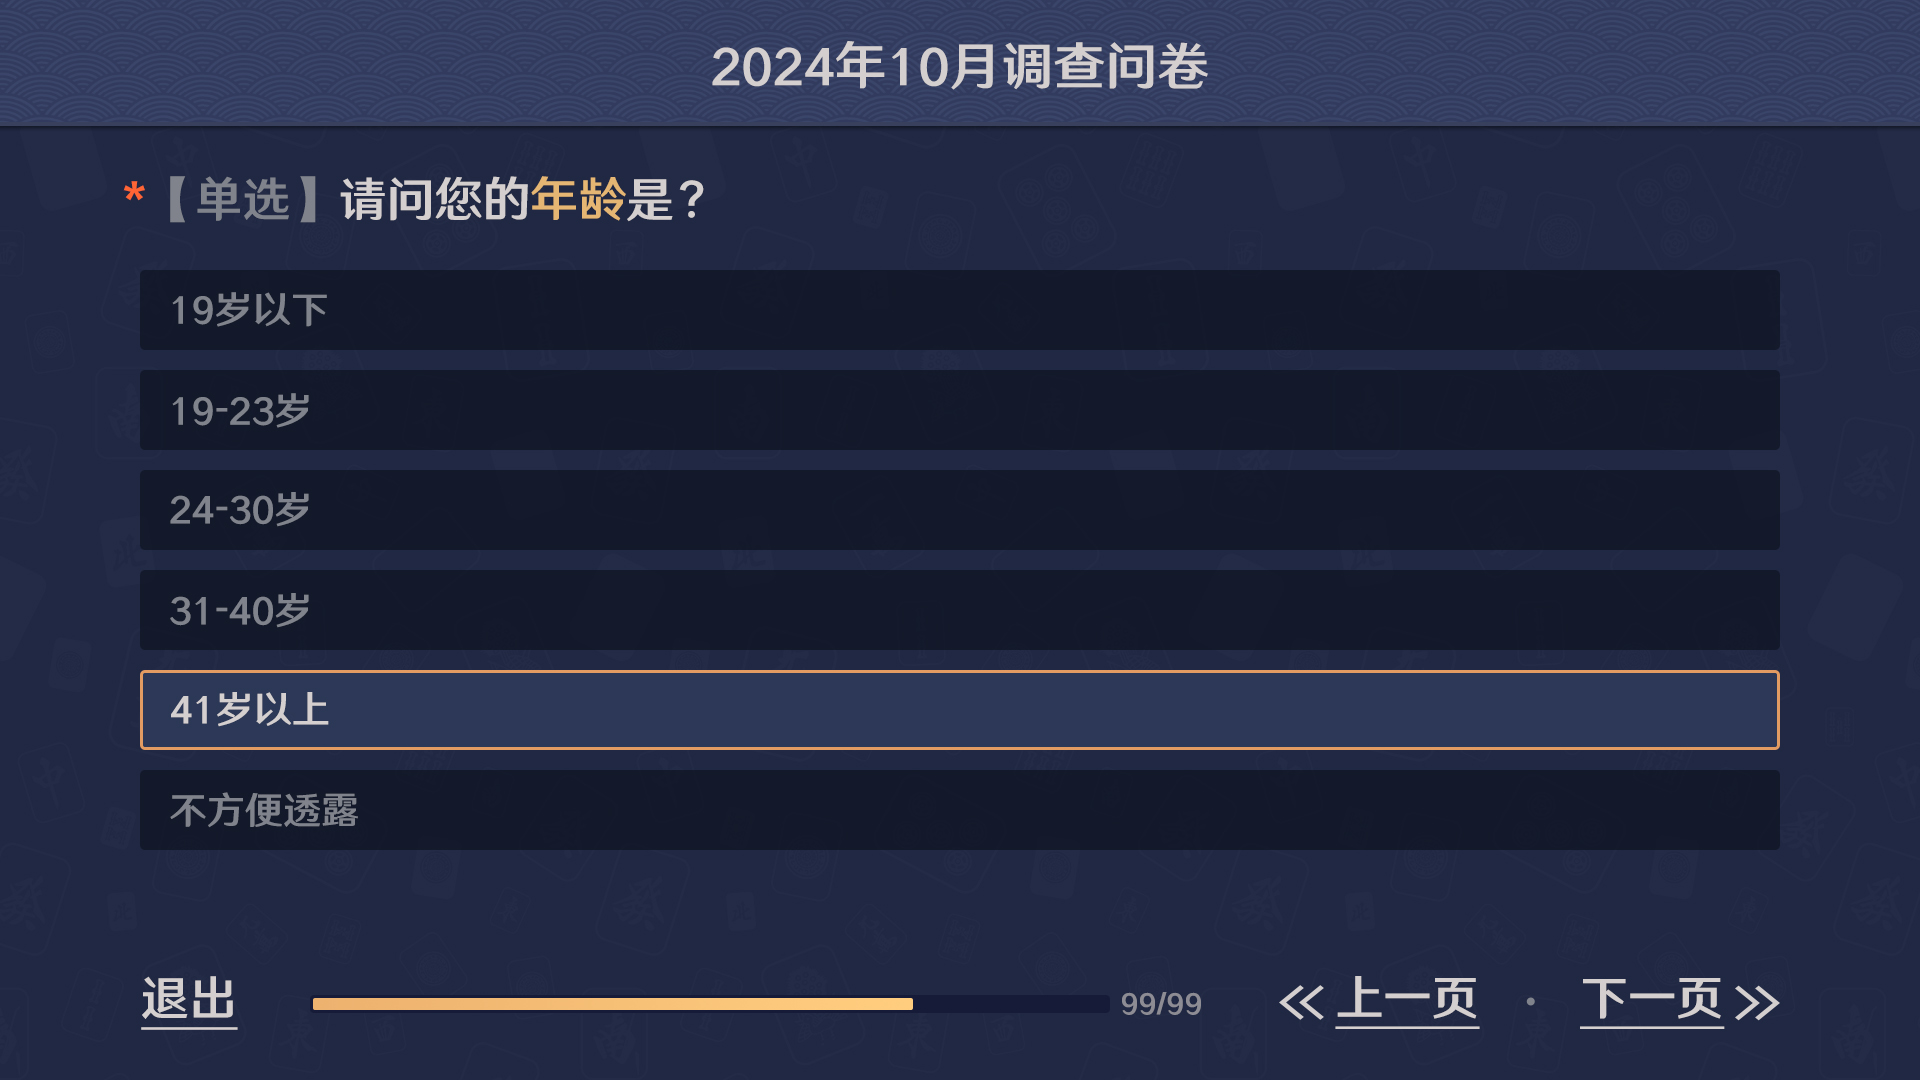 2024年10月调查问卷
*【单选】请问您的年龄是？
19岁以下
19-23岁
24-30岁
31-40岁
41岁以上
不方便透露
退出
99/99
上一页 · 下一页